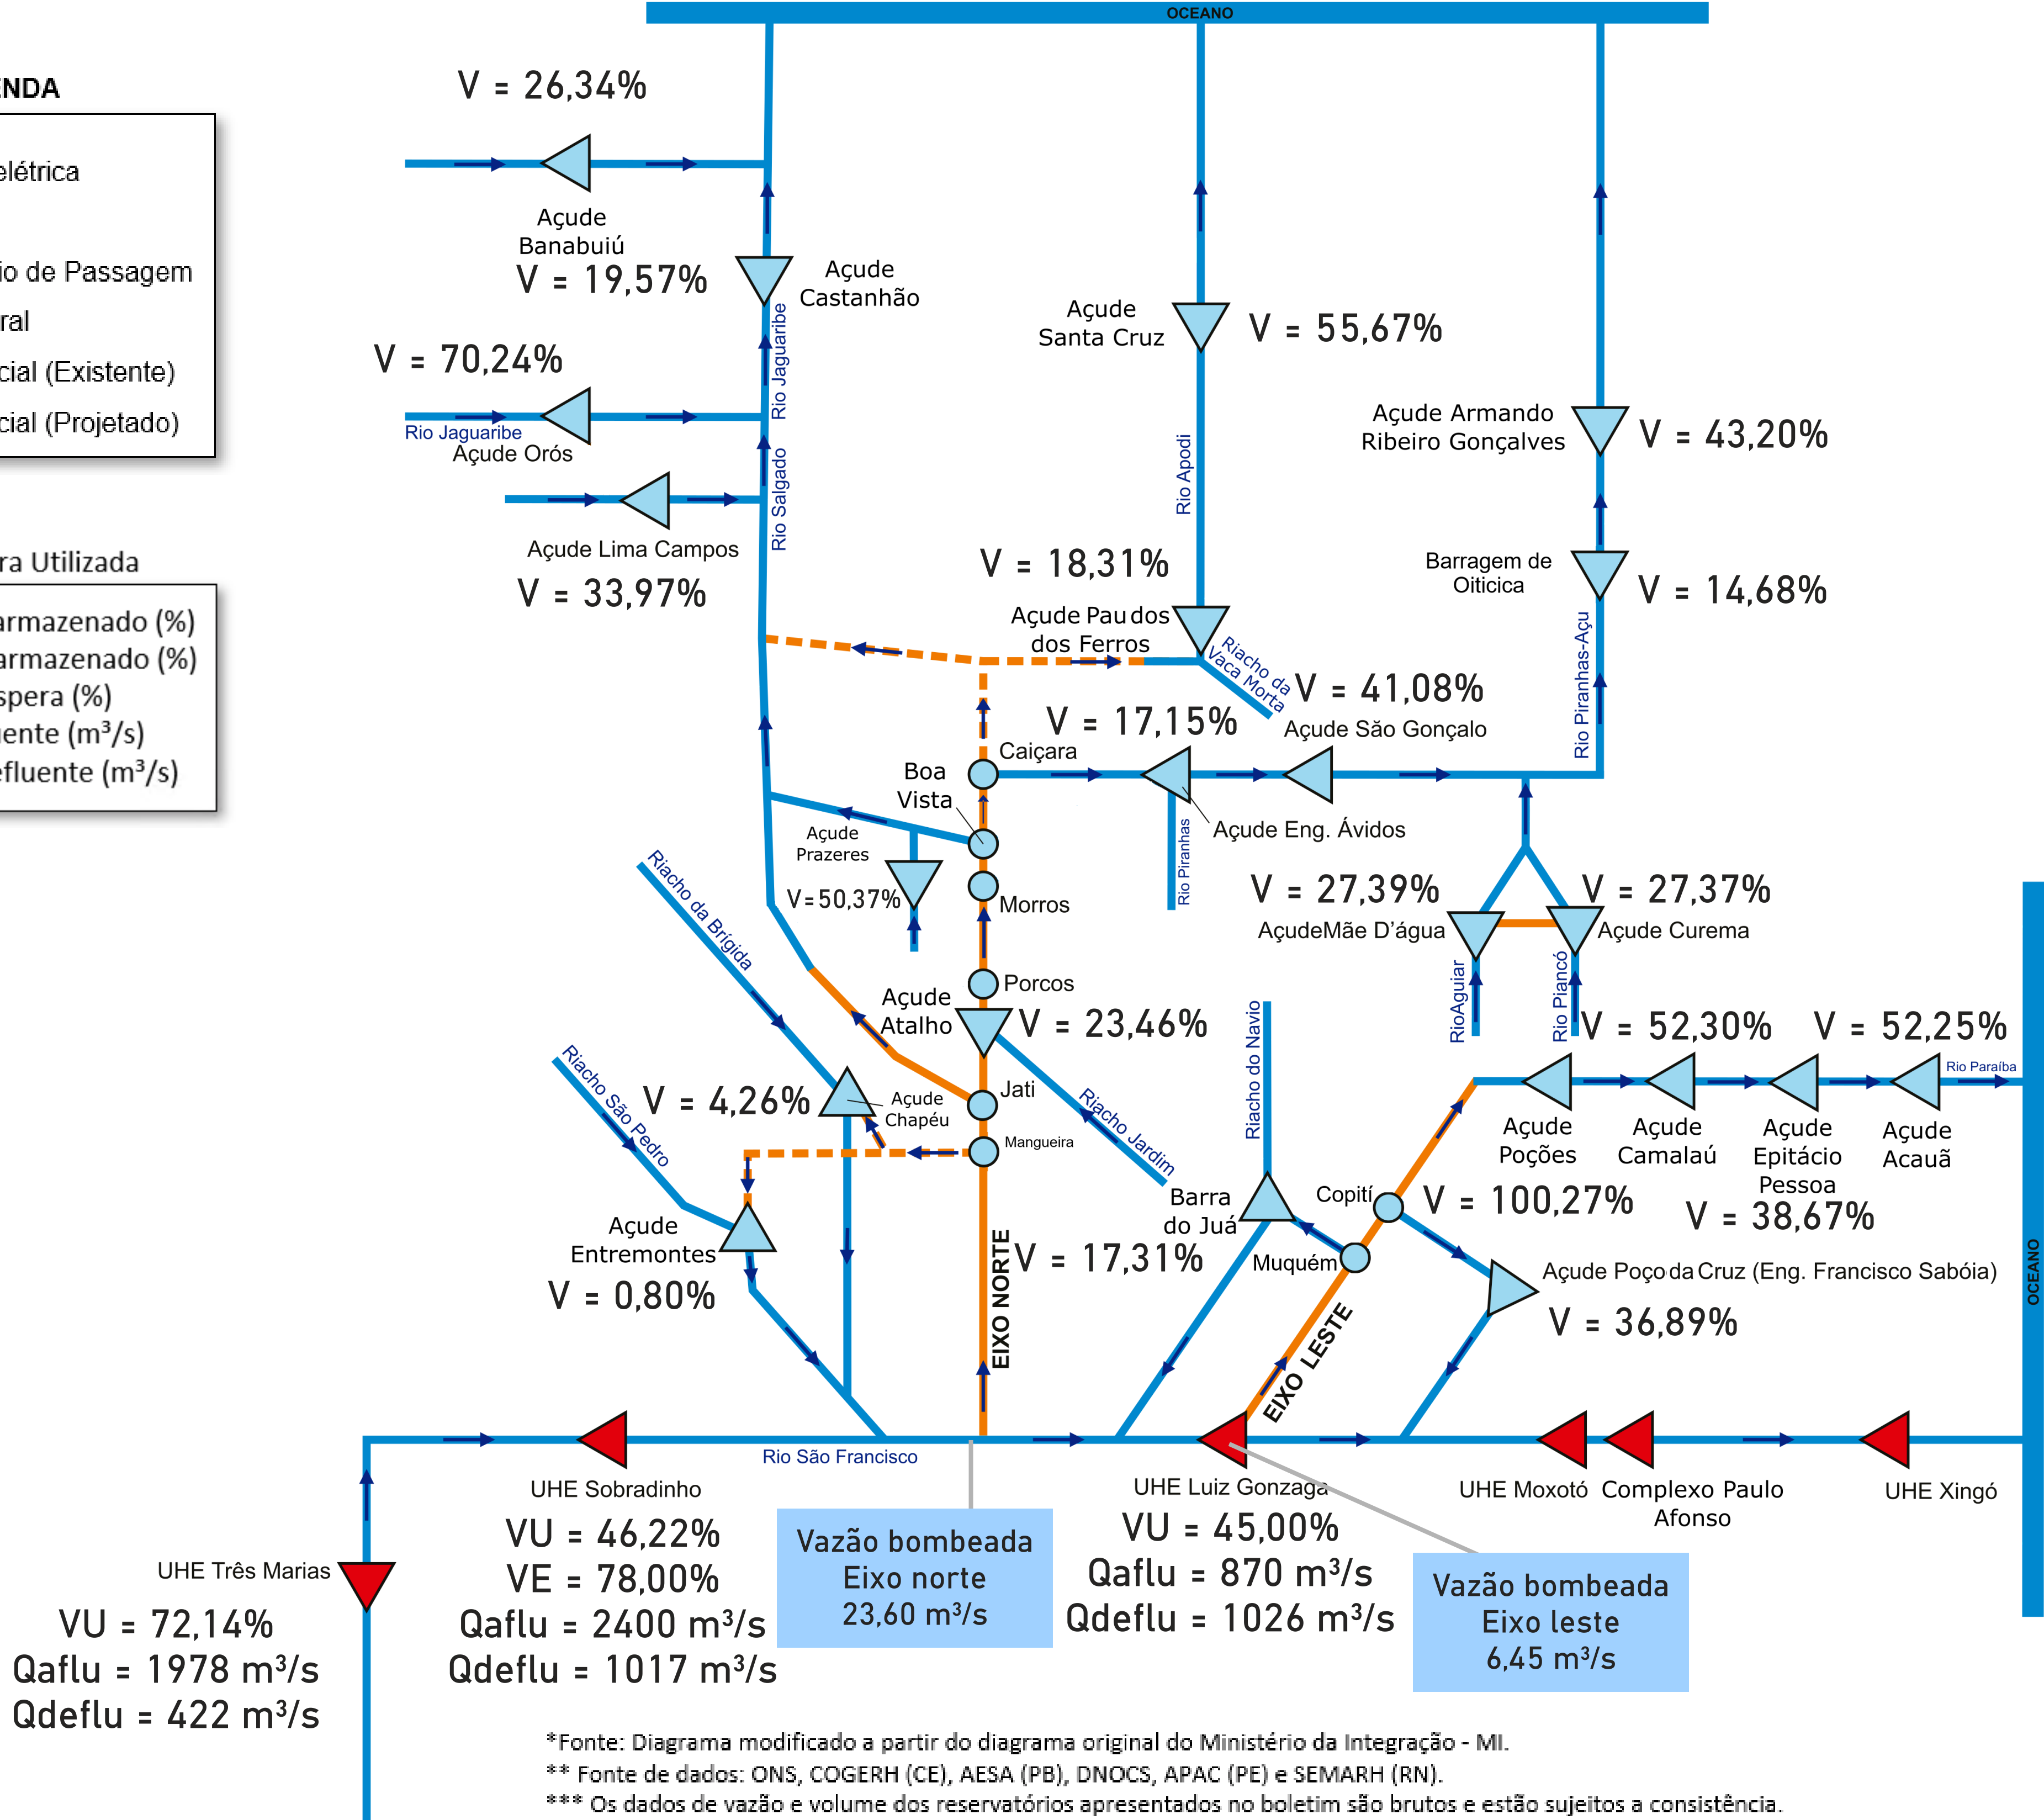 OCEANO
ENDA
elétrica
io de Passagem
ral
cial (Existente)
cial (Projetado)
ra Utilizada
armazenado (%)
armazenado (%)
spera (%)
uente (m³/s)
efluente (m³/s)
V = 26,34%
Açude
Banabuiú
V = 19,57%
Açude
Castanhão
Rio Jaguaribe
V = 70,24%
Rio Jaguaribe
Açude Orós
Rio Salgado
Açude Lima Campos
V = 33,97%
Açude
Santa Cruz
V = 55,67%
Rio Apodi
Açude Armando
Ribeiro Gonçalves
V = 43,20%
V = 18,31%
Açude Pau dos
dos Ferros
Riacho da
Vaca Morta
Barragem de
Oiticica
V = 14,68%
Rio Piranhas-Açu
V = 41,08%
Açude São Gonçalo
V = 17,15%
Caiçara
Boa
Vista
Açude Eng. Ávidos
Rio Piranhas
Açude
Prazeres
V= 50,37%
Morros
Riacho da Brígida
V = 27,39%
AçudeMãe D'água
V = 27,37%
Açude Curema
RioAguiar
Rio Piancó
Porcos
Açude
Atalho
V = 23,46%
Riacho São Pedro
V = 4,26%
Açude
Chapéu
Jati
Mangueira
Riacho Jardim
Riacho do Navio
V = 52,30%
V = 52,25%
Rio Paraíba
Açude
Poções
Açude
Camalaú
Açude
Epitácio
Pessoa
Açude
Acauã
V = 100,27%
V = 38,67%
Barra
do Juá
Copití
Muquém
V = 17,31%
Açude
Entremontes
V = 0,80%
EIXO NORTE
EIXO LESTE
Açude Poço da Cruz (Eng. Francisco Sabóia)
V = 36,89%
OCEANO
Rio São Francisco
UHE Sobradinho
VU = 46,22%
VE = 78,00%
Qaflu = 2400 m³/s
Qdeflu = 1017 m³/s
Vazão bombeada
Eixo norte
23,60 m³/s
UHE Luiz Gonzaga
VU = 45,00%
Qaflu = 870 m³/s
Qdeflu = 1026 m³/s
Vazão bombeada
Eixo leste
6,45 m³/s
UHE Moxotó
Complexo Paulo
Afonso
UHE Xingó
UHE Três Marias
VU = 72,14%
Qaflu = 1978 m³/s
Qdeflu = 422 m³/s
*Fonte: Diagrama modificado a partir do diagrama original do Ministério da Integração - MI.
** Fonte de dados: ONS, COGERH (CE), AESA (PB), DNOCS, APAC (PE) e SEMARH (RN).
*** Os dados de vazão e volume dos reservatórios apresentados no boletim são brutos e estão sujeitos a consistência.